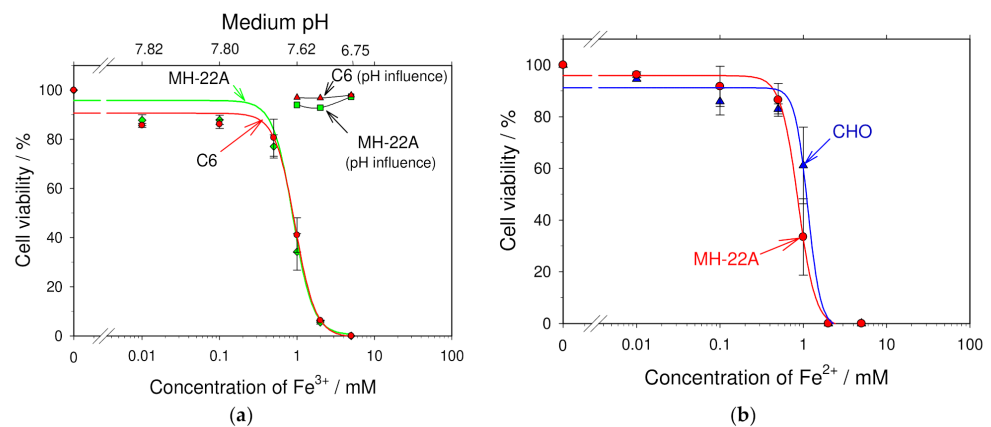 Medium pH
7.82 7.80 7.62 6.75
120
100
80
60
40
20
0
Cell viability / %
MH-22A
C6 (pH influence)
MH-22A
(pH influence)
C6
0 0.01 0.1 1 10 100
Concentration of Fe3+ / mM
(a)
100
80
60
40
20
0
Cell viability / %
CHO
MH-22A
0 0.01 0.1 1 10 100
Concentration of Fe2+ / mM
(b)